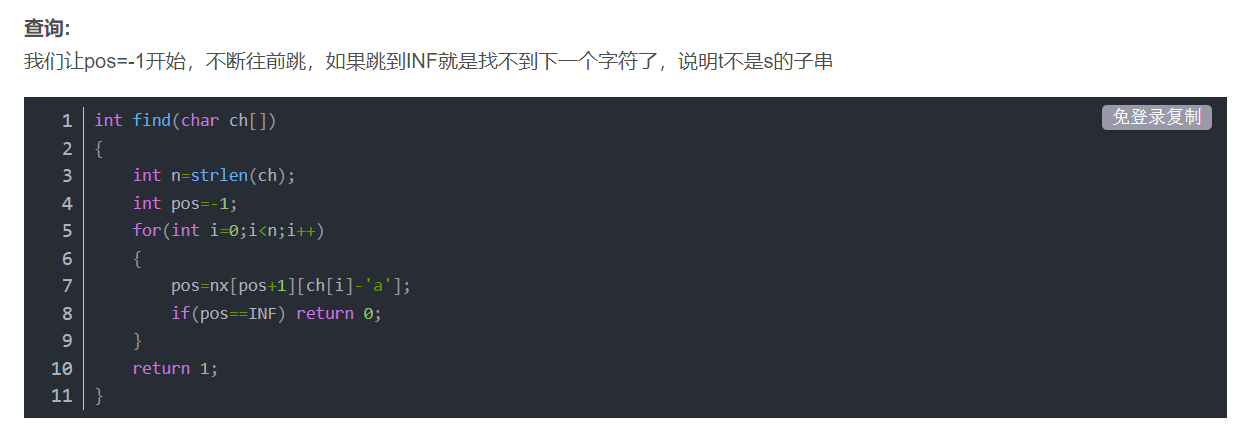 查询:
我们让pos=-1开始，不断往前跳，如果跳到INF就是找不到下一个字符了，说明t不是s的子串
免登录复制
1 int find(char ch[])
2 {
3     int n=strlen(ch);
4     int pos=-1;
5     for(int i=0;i<n;i++)
6     {
7         pos=nx[pos+1][ch[i]-'a'];
8         if(pos==INF) return 0;
9     }
10     return 1;
11 }